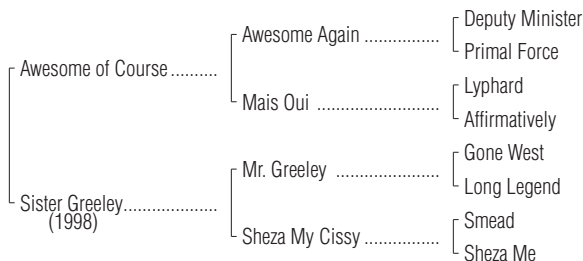 Deputy Minister
Awesome Again ..................
Primal Force
Awesome of Course ..........
Lyphard
Mais Oui .............................
Affirmatively
Gone West
Mr. Greeley ........................
Long Legend
Sister Greeley......................
(1998)
Smead
Sheza My Cissy ..................
Sheza Me